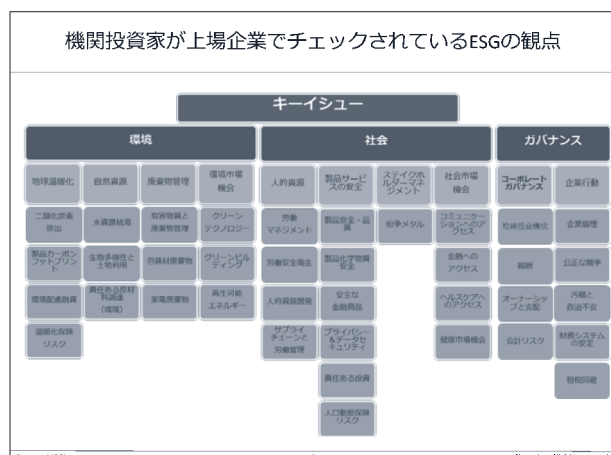 機関投資家が上場企業でチェックされているESGの観点
キーイシュー
環境
社会
ガバナンス
地球温暖化
自然資源
廃棄物管理
環境市場
機会
人的資源
製品サービ
スの安全
ステイクホ
ルダーマネ
ジメント
社会市場
機会
コーポレート
ガバナンス
企業行動
二酸化炭素
排出
水資源枯渇
有害物質と
廃棄物管理
クリーン
テクノロジー
労働
マネジメント
製品安全・品
質
紛争メタル
コミュニケー
ションへのア
クセス
取締役会構成
企業倫理
製品カーボン
フットプリン
ト
生物多様性と
土地利用
包装材廃棄物
グリーンビル
ディング
労働安全衛生
製品化学物質
安全
金融への
アクセス
報酬
公正な競争
環境配慮融資
責任ある原材
料調達
（環境）
家電廃棄物
再生可能
エネルギー
人的資源開発
安全な
金融商品
ヘルスケアへ
のアクセス
オーナーシッ
プと支配
汚職と
政治不安
温暖化保険
リスク
サプライ
チェーンと
労働管理
プライバシー
&データセ
キュリティ
健康市場機会
会計リスク
財務システム
の安定
責任ある投資
租税回避
人口動態保険
リスク